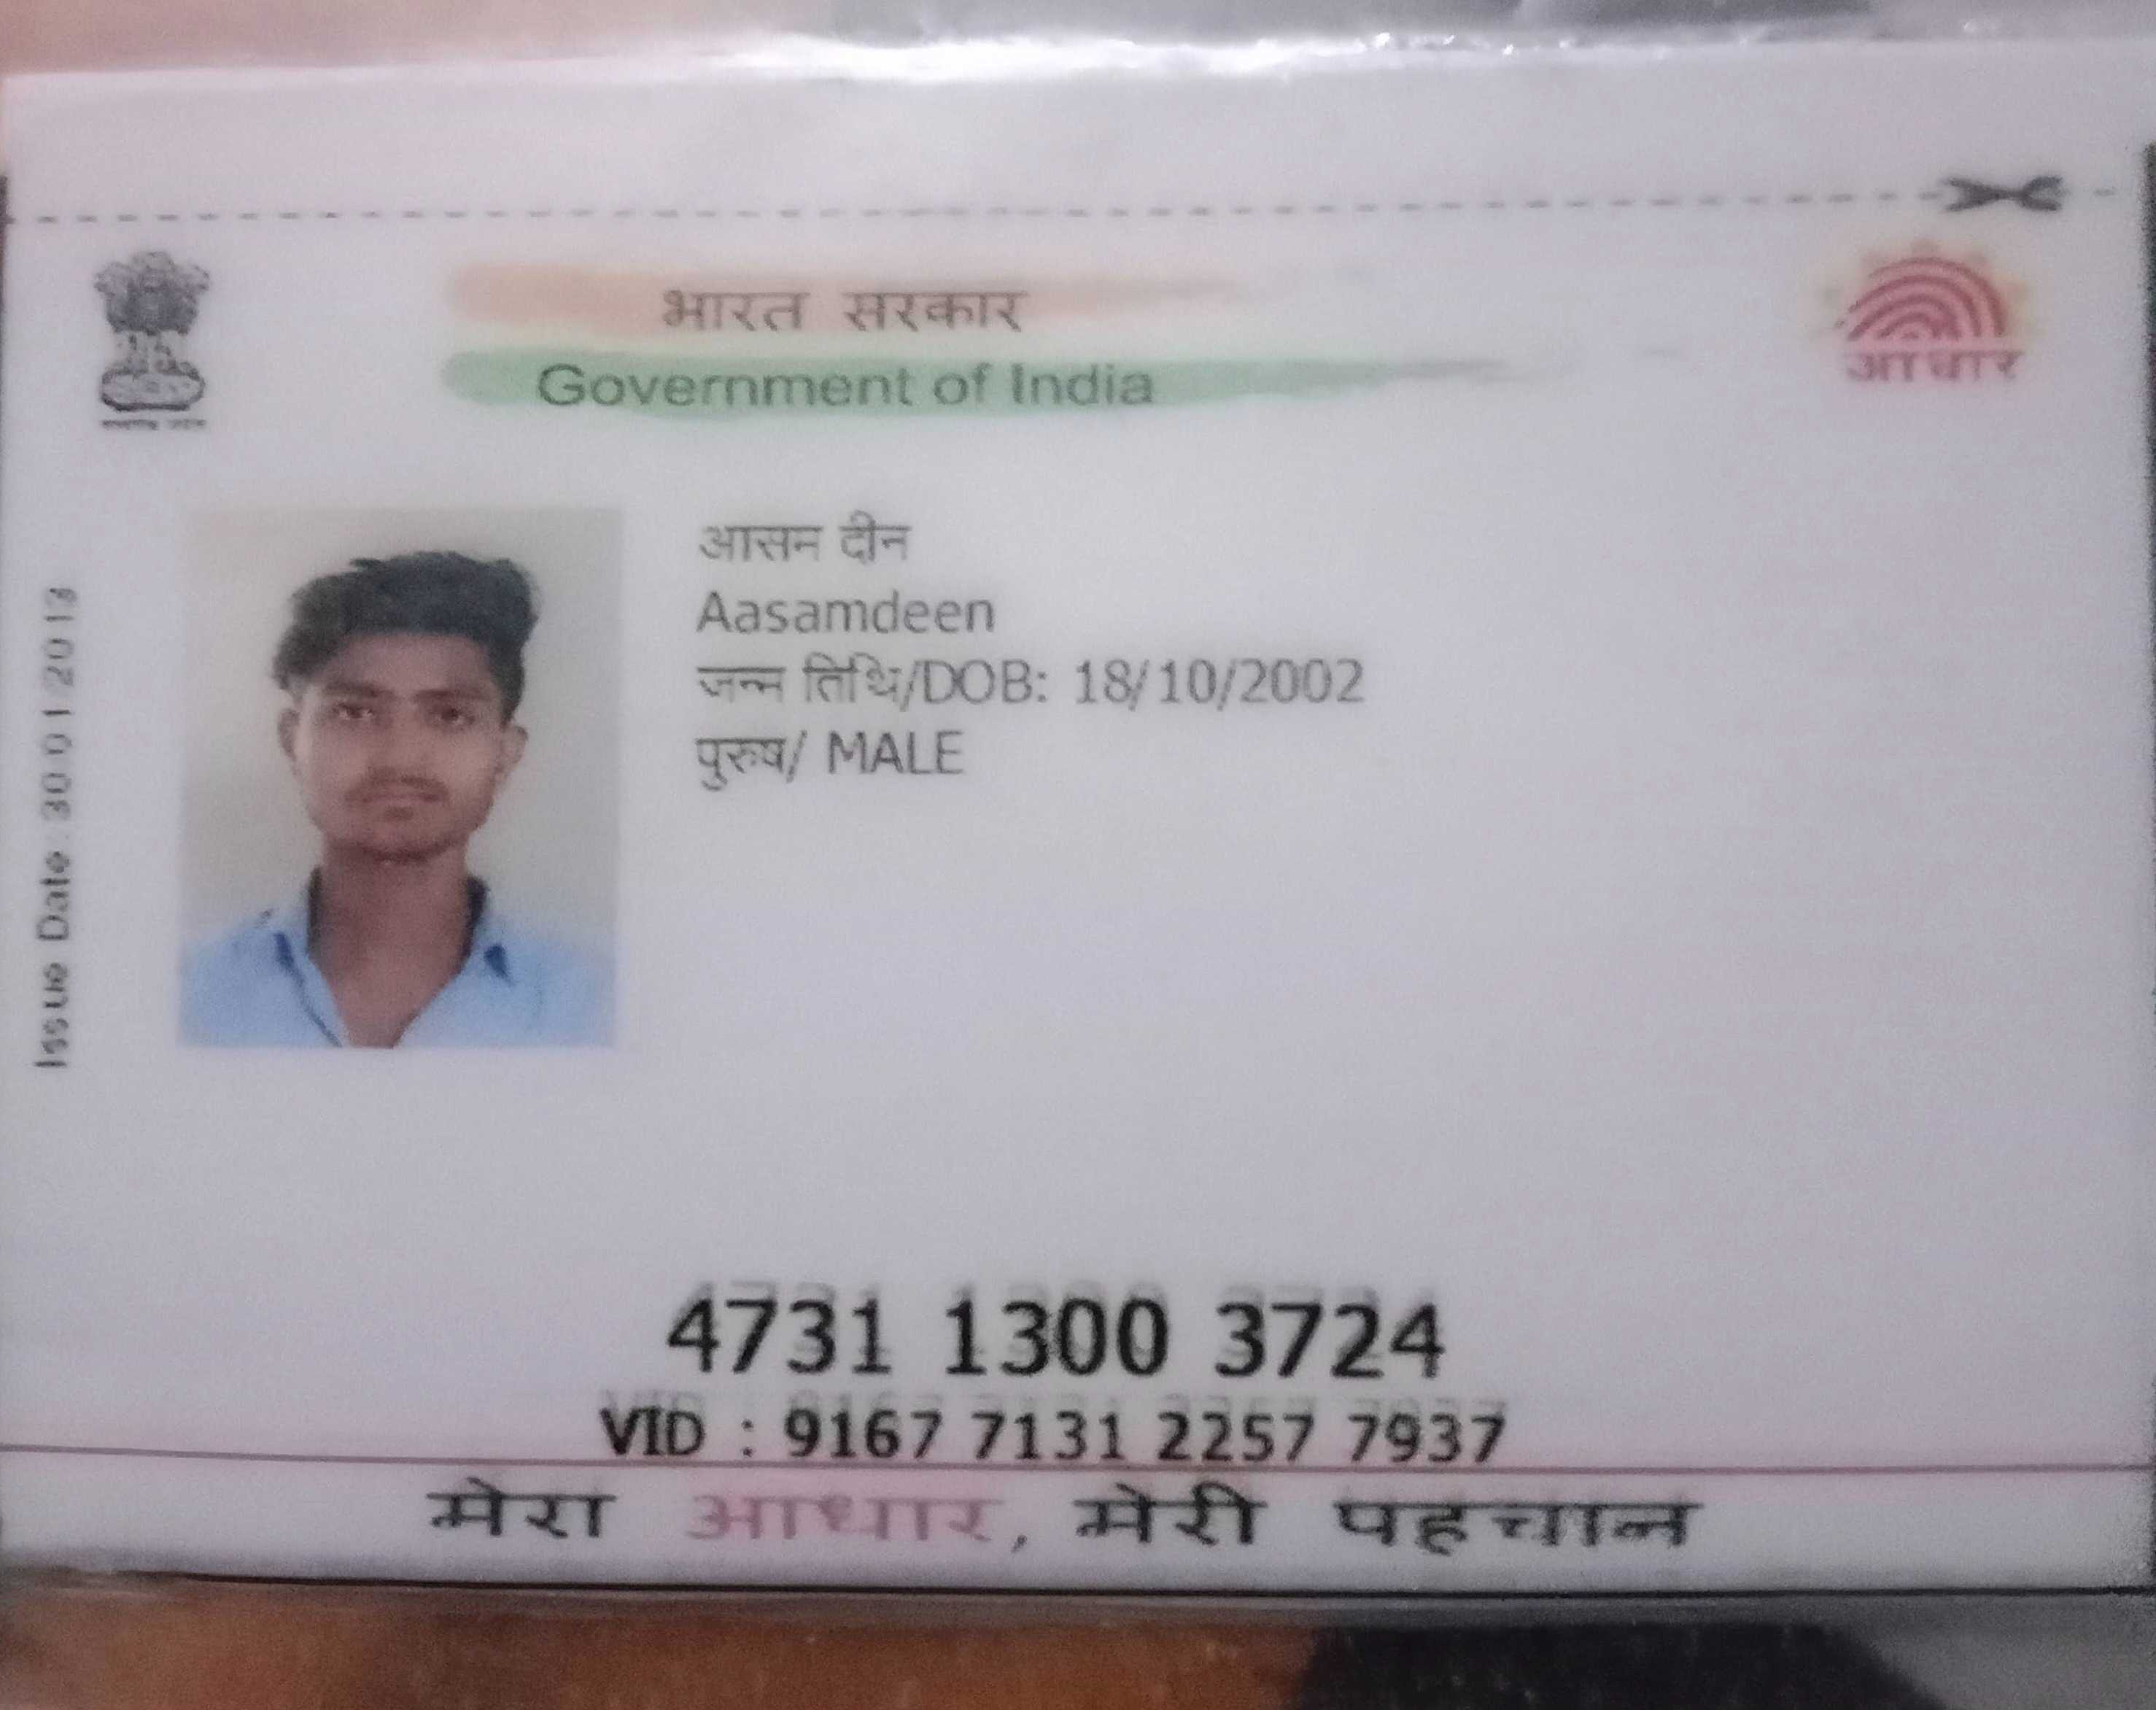 भारत सरकार
Government of India
आधार
Issue Date : 30 01 2013
आसम दीन
Aasamdeen
जन्म तिथि/DOB: 18/10/2002
पुरुष/ MALE
4731 1300 3724
VID : 9167 7131 2257 7937
मेरा आधार, मेरी पहचान